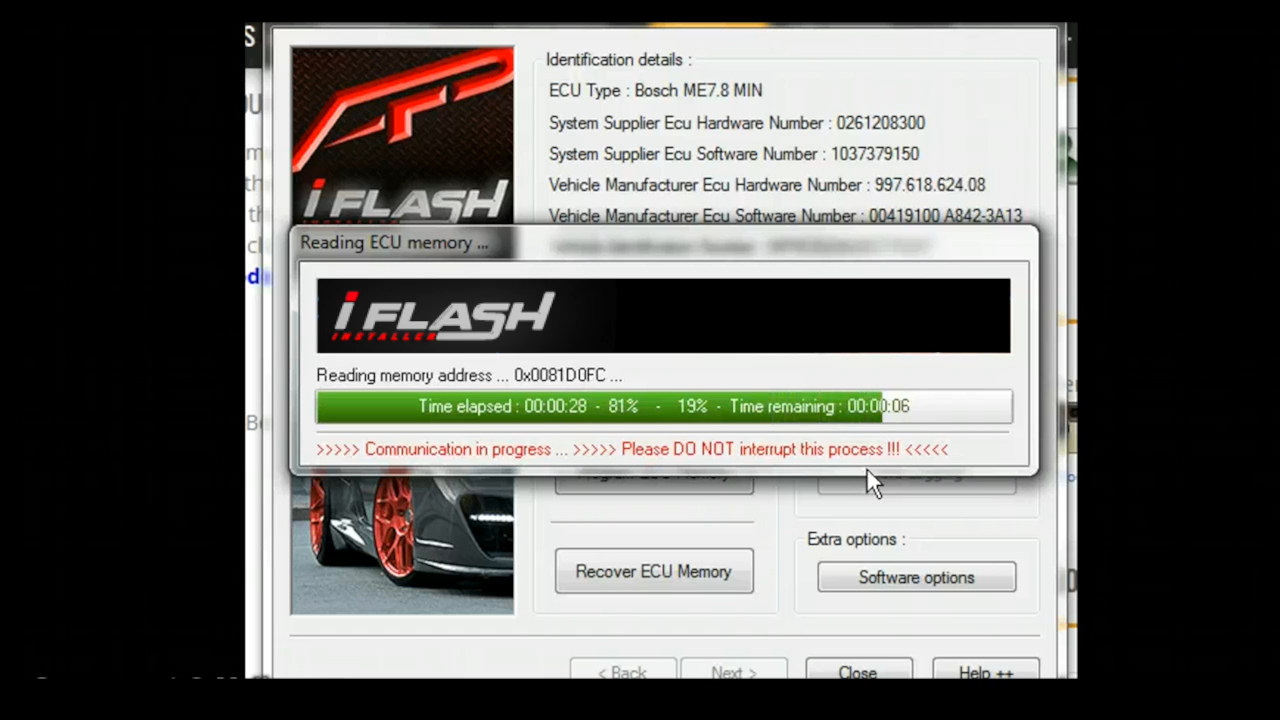 Identification details :
ECU Type : Bosch ME7.8 MIN
System Supplier Ecu Hardware Number : 0261208300
System Supplier Ecu Software Number : 1037379150
Vehicle Manufacturer Ecu Hardware Number : 997.618.624.08
Vehicle Manufacturer Ecu Software Number : 00419100 A842-3A13
iFLASH
Reading ECU memory ...
iFLASH
INSTALLER
Reading memory address ... 0x0081D0FC ...
Time elapsed : 00:00:28 - 81% - 19% - Time remaining : 00:00:06
>>>>> Communication in progress ... >>>>> Please DO NOT interrupt this process !!! <<<<<
Extra options :
Recover ECU Memory
Software options
< Back
Next >
Close
Help ++